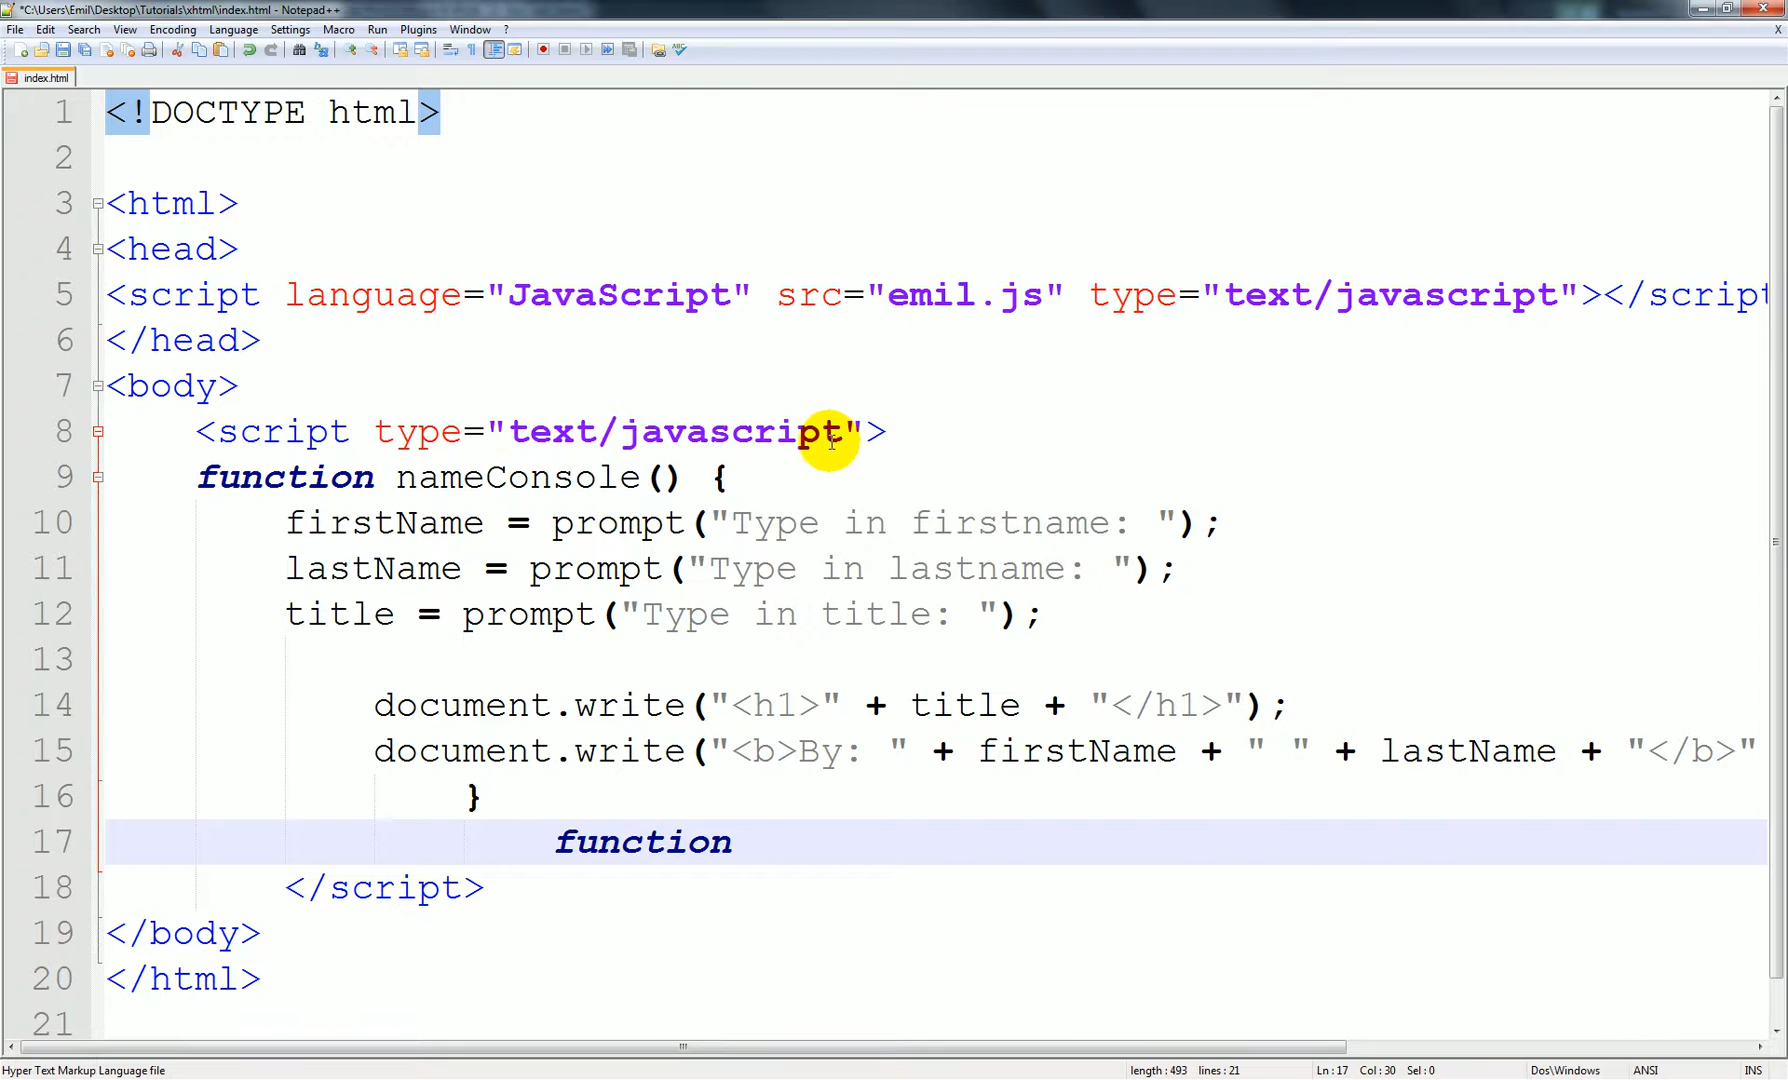 *C:\Users\Emil\Desktop\Tutorials\xhtml\index.html - Notepad++
File Edit Search View Encoding Language Settings Macro Run Plugins Window ? X
index.html
1 <!DOCTYPE html>
2
3 <html>
4 <head>
5 <script language="JavaScript" src="emil.js" type="text/javascript"></script
6 </head>
7 <body>
8 <script type="text/javascript">
9 function nameConsole() {
10 firstName = prompt("Type in firstname: ");
11 lastName = prompt("Type in lastname: ");
12 title = prompt("Type in title: ");
13
14 document.write("<h1>" + title + "</h1>");
15 document.write("<b>By: " + firstName + " " + lastName + "</b>"
16 }
17 function
18 </script>
19 </body>
20 </html>
21
Hyper Text Markup Language file length : 493 lines : 21 Ln : 17 Col : 30 Sel : 0 Dos\Windows ANSI INS